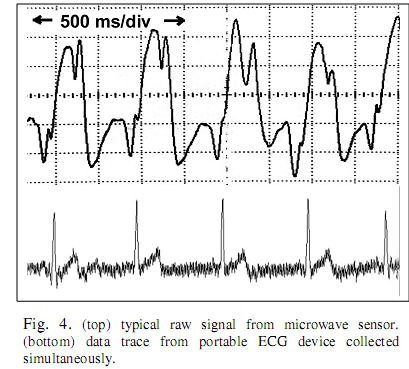 ← 500 ms/div →
Fig. 4. (top) typical raw signal from microwave sensor.
(bottom) data trace from portable ECG device collected
simultaneously.